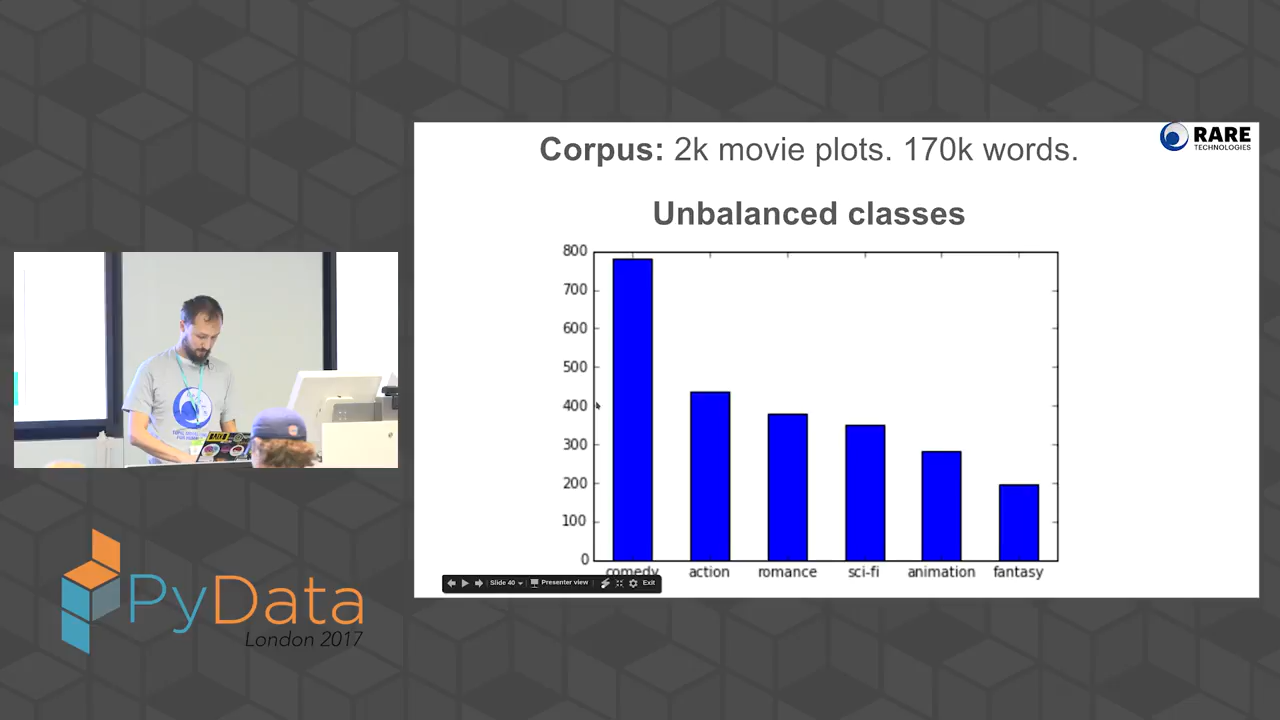 RARE
TECHNOLOGIES
Corpus: 2k movie plots. 170k words.
Unbalanced classes
800
700
600
500
400
300
200
100
0
comedy action romance sci-fi animation fantasy
Slide 40 Presenter view Exit
PyData
London 2017